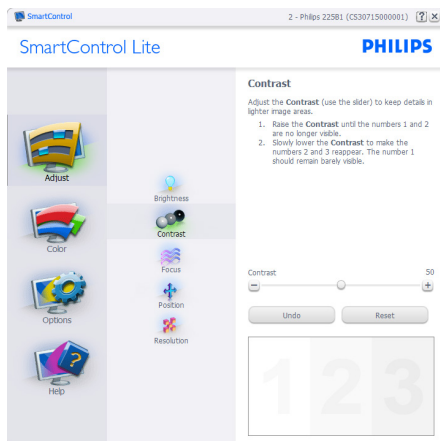 SmartControl
2 - Philips 225B1 (CS30715000001)
?
SmartControl Lite
PHILIPS
Adjust
Color
Options
Help
Brightness
Contrast
Focus
Position
Resolution
Contrast
Adjust the Contrast (use the slider) to keep details in
lighter image areas.
1. Raise the Contrast until the numbers 1 and 2
are no longer visible.
2. Slowly lower the Contrast to make the
numbers 2 and 3 reappear. The number 1
should remain barely visible.
Contrast 50
Undo Reset
1 2 3